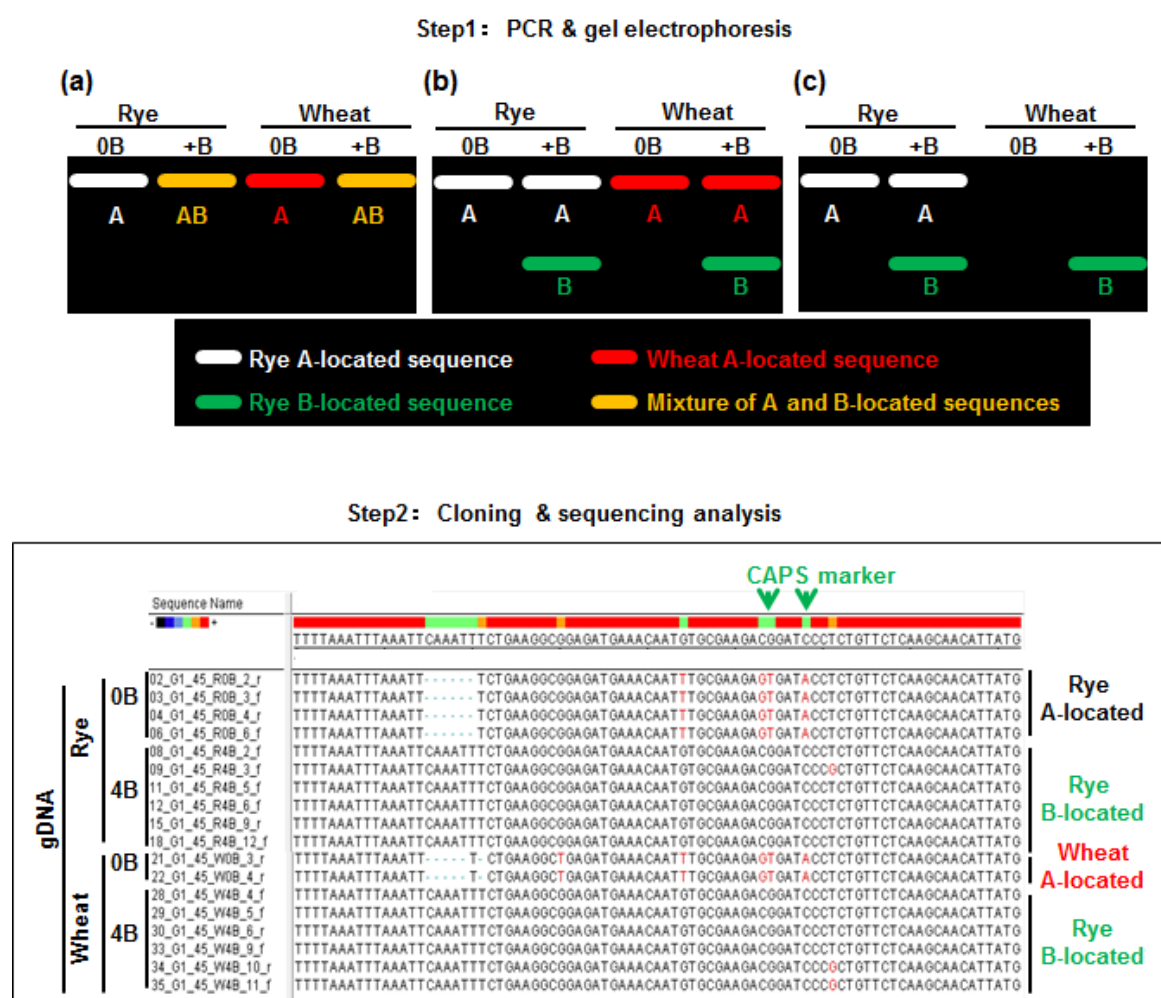 Step1: PCR & gel electrophoresis
(a) (b) (c)
Rye Wheat Rye Wheat Rye Wheat
0B +B 0B +B 0B +B 0B +B 0B +B 0B +B
A AB A AB A A A A A A
B B B B
Rye A-located sequence Wheat A-located sequence
Rye B-located sequence Mixture of A and B-located sequences
Step2: Cloning & sequencing analysis
CAPS marker
Sequence Name
- +
TTTTAAATTTAAATTCAAATTTCTGAAGGCGGAGATGAAACAATGTGCGAAGACGGATCCCTCTGTTCTCAAGCAACATTATG
gDNA
Rye
Wheat
0B
4B
0B
4B
02_G1_45_R0B_2_r TTTTAAATTTAAATT------TCTGAAGGCGGAGATGAAACAATTTGCGAAGAGTGATACCTCTGTTCTCAAGCAACATTATG
03_G1_45_R0B_3_f TTTTAAATTTAAATT------TCTGAAGGCGGAGATGAAACAATTTGCGAAGAGTGATACCTCTGTTCTCAAGCAACATTATG
04_G1_45_R0B_4_r TTTTAAATTTAAATT------TCTGAAGGCGGAGATGAAACAATTTGCGAAGAGTGATACCTCTGTTCTCAAGCAACATTATG
06_G1_45_R0B_6_f TTTTAAATTTAAATT------TCTGAAGGCGGAGATGAAACAATTTGCGAAGAGTGATACCTCTGTTCTCAAGCAACATTATG
08_G1_45_R4B_2_f TTTTAAATTTAAATTCAAATTTCTGAAGGCGGAGATGAAACAATGTGCGAAGACGGATCCCTCTGTTCTCAAGCAACATTATG
09_G1_45_R4B_3_f TTTTAAATTTAAATTCAAATTTCTGAAGGCGGAGATGAAACAATGTGCGAAGACGGATCCCGCTGTTCTCAAGCAACATTATG
11_G1_45_R4B_5_f TTTTAAATTTAAATTCAAATTTCTGAAGGCGGAGATGAAACAATGTGCGAAGACGGATCCCTCTGTTCTCAAGCAACATTATG
12_G1_45_R4B_6_f TTTTAAATTTAAATTCAAATTTCTGAAGGCGGAGATGAAACAATGTGCGAAGACGGATCCCTCTGTTCTCAAGCAACATTATG
15_G1_45_R4B_9_r TTTTAAATTTAAATTCAAATTTCTGAAGGCGGAGATGAAACAATGTGCGAAGACGGATCCCTCTGTTCTCAAGCAACATTATG
18_G1_45_R4B_12_f TTTTAAATTTAAATTCAAATTTCTGAAGGCGGAGATGAAACAATGTGCGAAGACGGATCCCTCTGTTCTCAAGCAACATTATG
21_G1_45_W0B_3_r TTTTAAATTTAAATT-----T-CTGAAGGCTGAGATGAAACAATTTGCGAAGAGTGATACCTCTGTTCTCAAGCAACATTATG
22_G1_45_W0B_4_r TTTTAAATTTAAATT-----T-CTGAAGGCTGAGATGAAACAATTTGCGAAGAGTGATACCTCTGTTCTCAAGCAACATTATG
28_G1_45_W4B_4_f TTTTAAATTTAAATTCAAATTTCTGAAGGCGGAGATGAAACAATGTGCGAAGACGGATCCCTCTGTTCTCAAGCAACATTATG
29_G1_45_W4B_5_f TTTTAAATTTAAATTCAAATTTCTGAAGGCGGAGATGAAACAATGTGCGAAGACGGATCCCTCTGTTCTCAAGCAACATTATG
30_G1_45_W4B_6_r TTTTAAATTTAAATTCAAATTTCTGAAGGCGGAGATGAAACAATGTGCGAAGACGGATCCCTCTGTTCTCAAGCAACATTATG
33_G1_45_W4B_9_f TTTTAAATTTAAATTCAAATTTCTGAAGGCGGAGATGAAACAATGTGCGAAGACGGATCCCTCTGTTCTCAAGCAACATTATG
34_G1_45_W4B_10_r TTTTAAATTTAAATTCAAATTTCTGAAGGCGGAGATGAAACAATGTGCGAAGACGGATCCCGCTGTTCTCAAGCAACATTATG
35_G1_45_W4B_11_f TTTTAAATTTAAATTCAAATTTCTGAAGGCGGAGATGAAACAATGTGCGAAGACGGATCCCGCTGTTCTCAAGCAACATTATG
Rye
A-located
Rye
B-located
Wheat
A-located
Rye
B-located